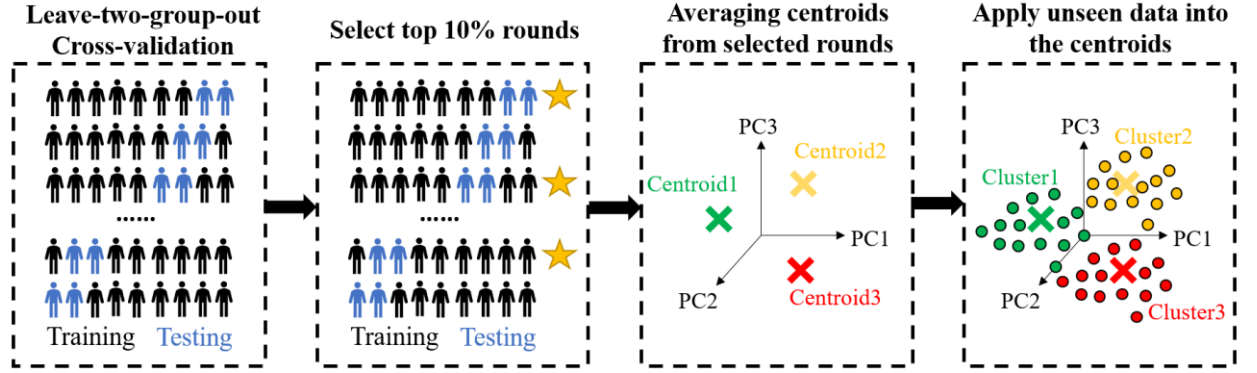 Leave-two-group-out
Cross-validation
Training Testing
......
Select top 10% rounds
......
Training Testing
Averaging centroids
from selected rounds
PC3
Centroid2
Centroid1
PC1
PC2
Centroid3
Apply unseen data into
the centroids
PC3
Cluster2
Cluster1
PC1
PC2
Cluster3